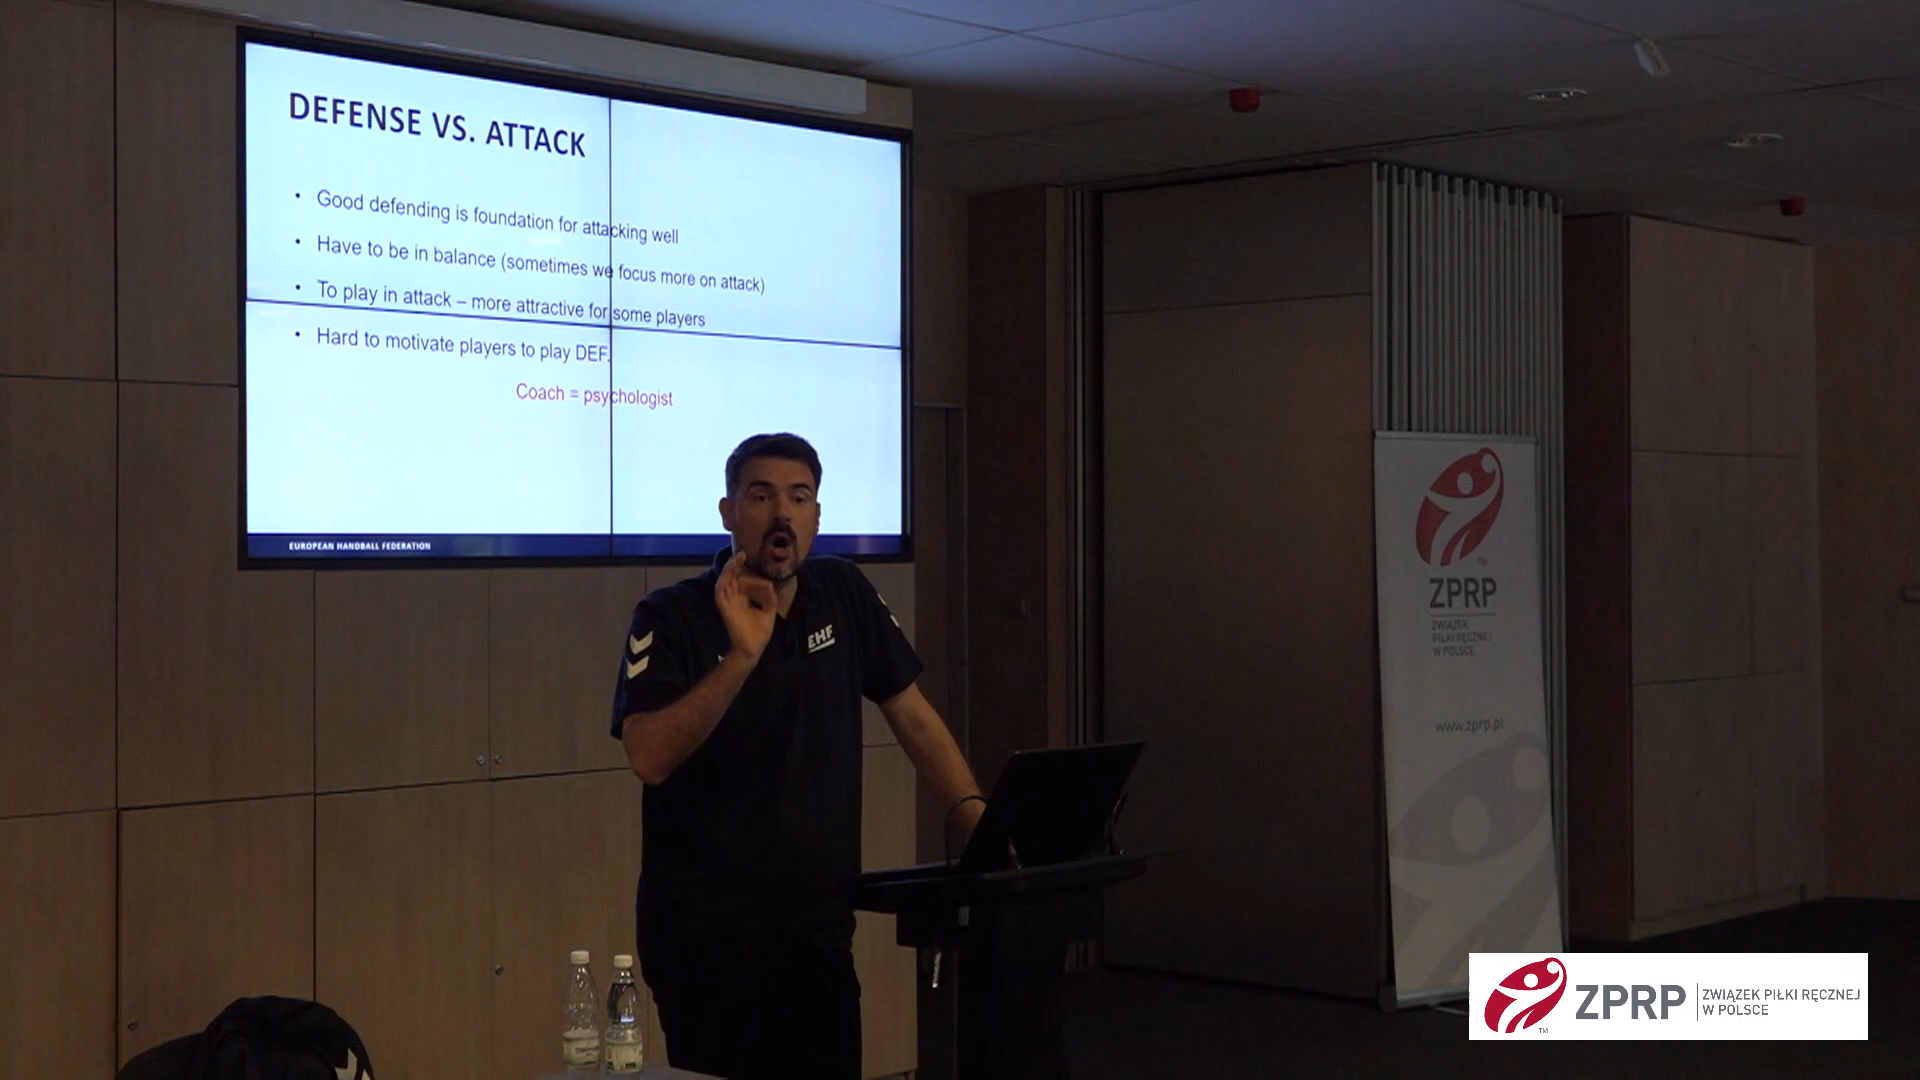 DEFENSE VS. ATTACK
• Good defending is foundation for attacking well
• Have to be in balance (sometimes we focus more on attack)
• To play in attack – more attractive for some players
• Hard to motivate players to play DEF.
Coach = psychologist
EUROPEAN HANDBALL FEDERATION
EHF
ZPRP
ZWIĄZEK
PIŁKI RĘCZNEJ
W POLSCE
www.zprp.pl
ZPRP
ZWIĄZEK PIŁKI RĘCZNEJ
W POLSCE
TM